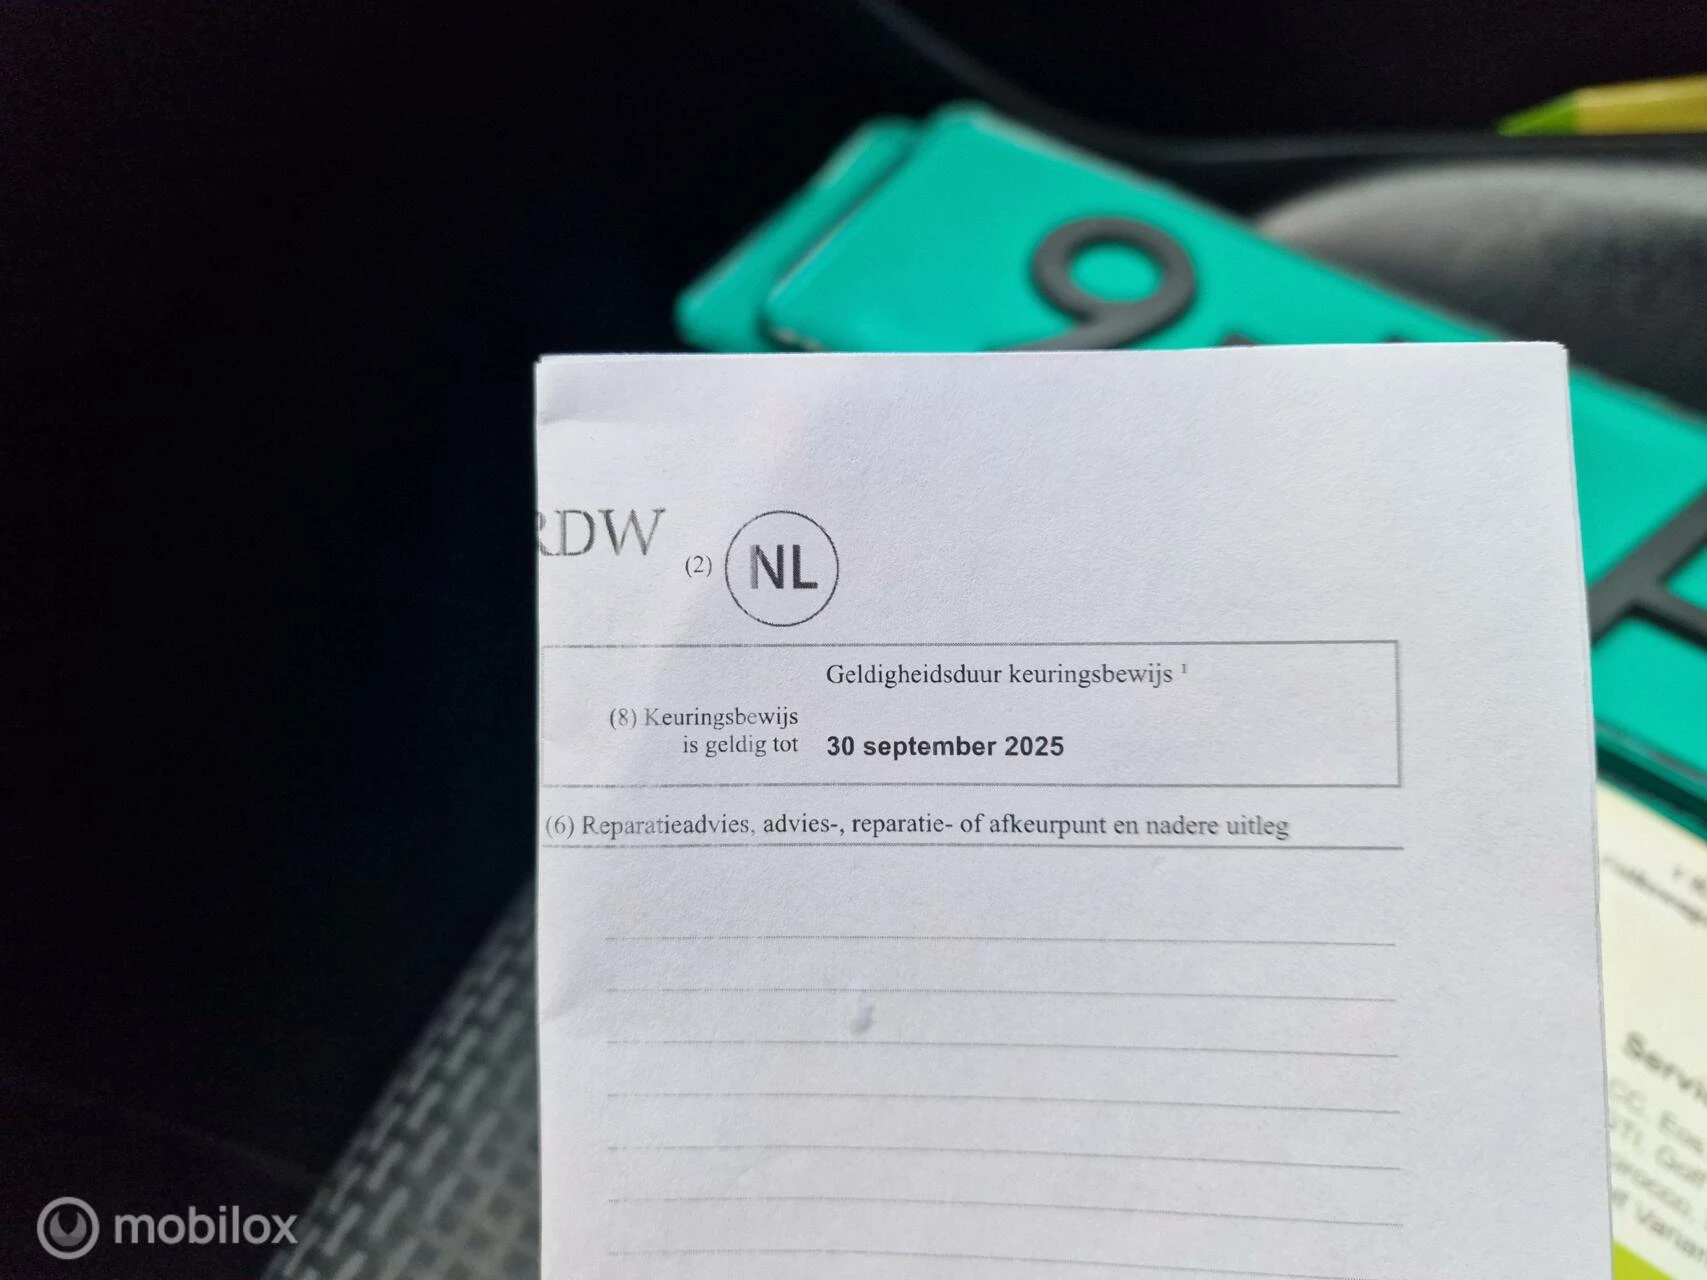 9
RDW
(2) NL
Geldigheidsduur keuringsbewijs 1
(8) Keuringsbewijs
is geldig tot 30 september 2025
(6) Reparatieadvies, advies-, reparatie- of afkeurpunt en nadere uitleg
mobilox